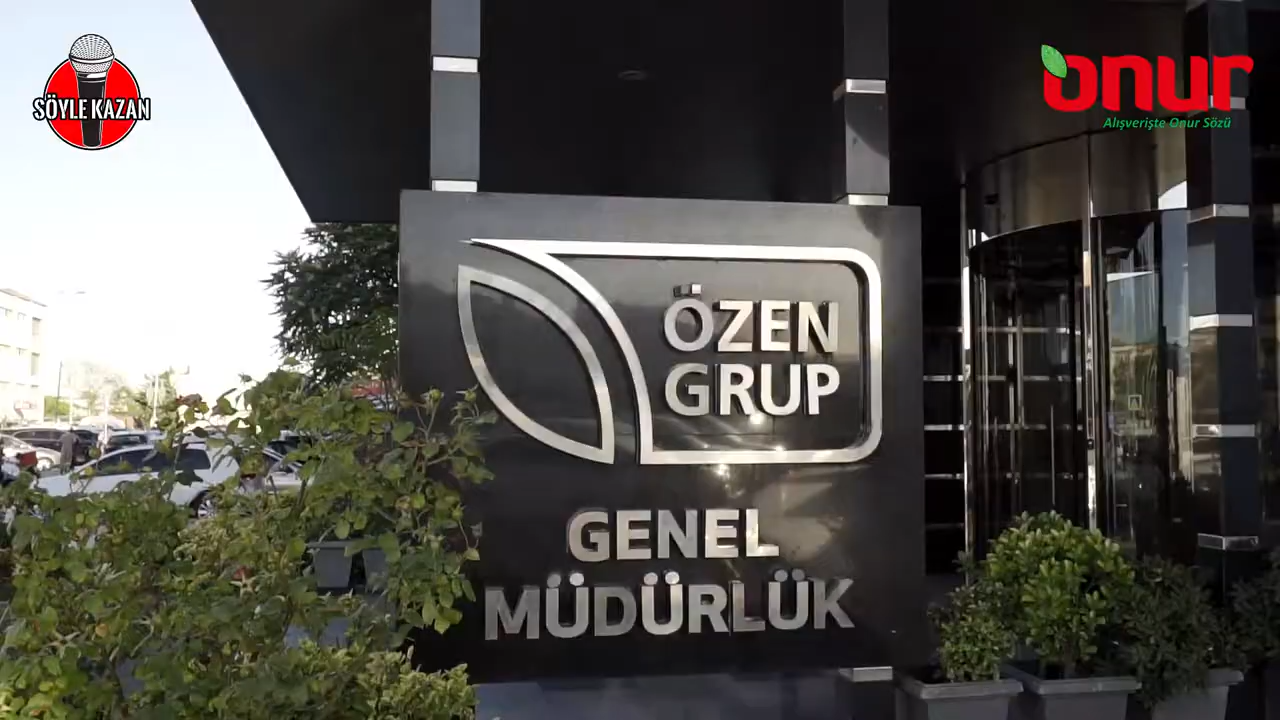 SÖYLE KAZAN
onur
Alışverişte Onur Sözü
ÖZEN
GRUP
GENEL
MÜDÜRLÜK